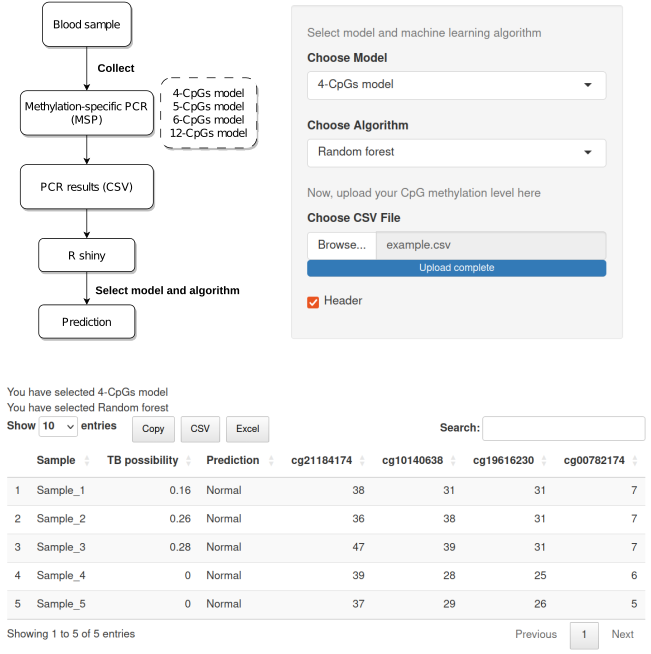 Blood sample
Collect
Methylation-specific PCR
(MSP)
4-CpGs model
5-CpGs model
6-CpGs model
12-CpGs model
PCR results (CSV)
R shiny
Select model and algorithm
Prediction
Select model and machine learning algorithm
Choose Model
4-CpGs model
Choose Algorithm
Random forest
Now, upload your CpG methylation level here
Choose CSV File
Browse... example.csv
Upload complete
Header
You have selected 4-CpGs model
You have selected Random forest
Show 10 entries Copy CSV Excel Search:
Sample TB possibility Prediction cg21184174 cg10140638 cg19616230 cg00782174
1 Sample_1 0.16 Normal 38 31 31 7
2 Sample_2 0.26 Normal 36 38 31 7
3 Sample_3 0.28 Normal 47 39 31 7
4 Sample_4 0 Normal 39 28 25 6
5 Sample_5 0 Normal 37 29 26 5
Showing 1 to 5 of 5 entries Previous 1 Next